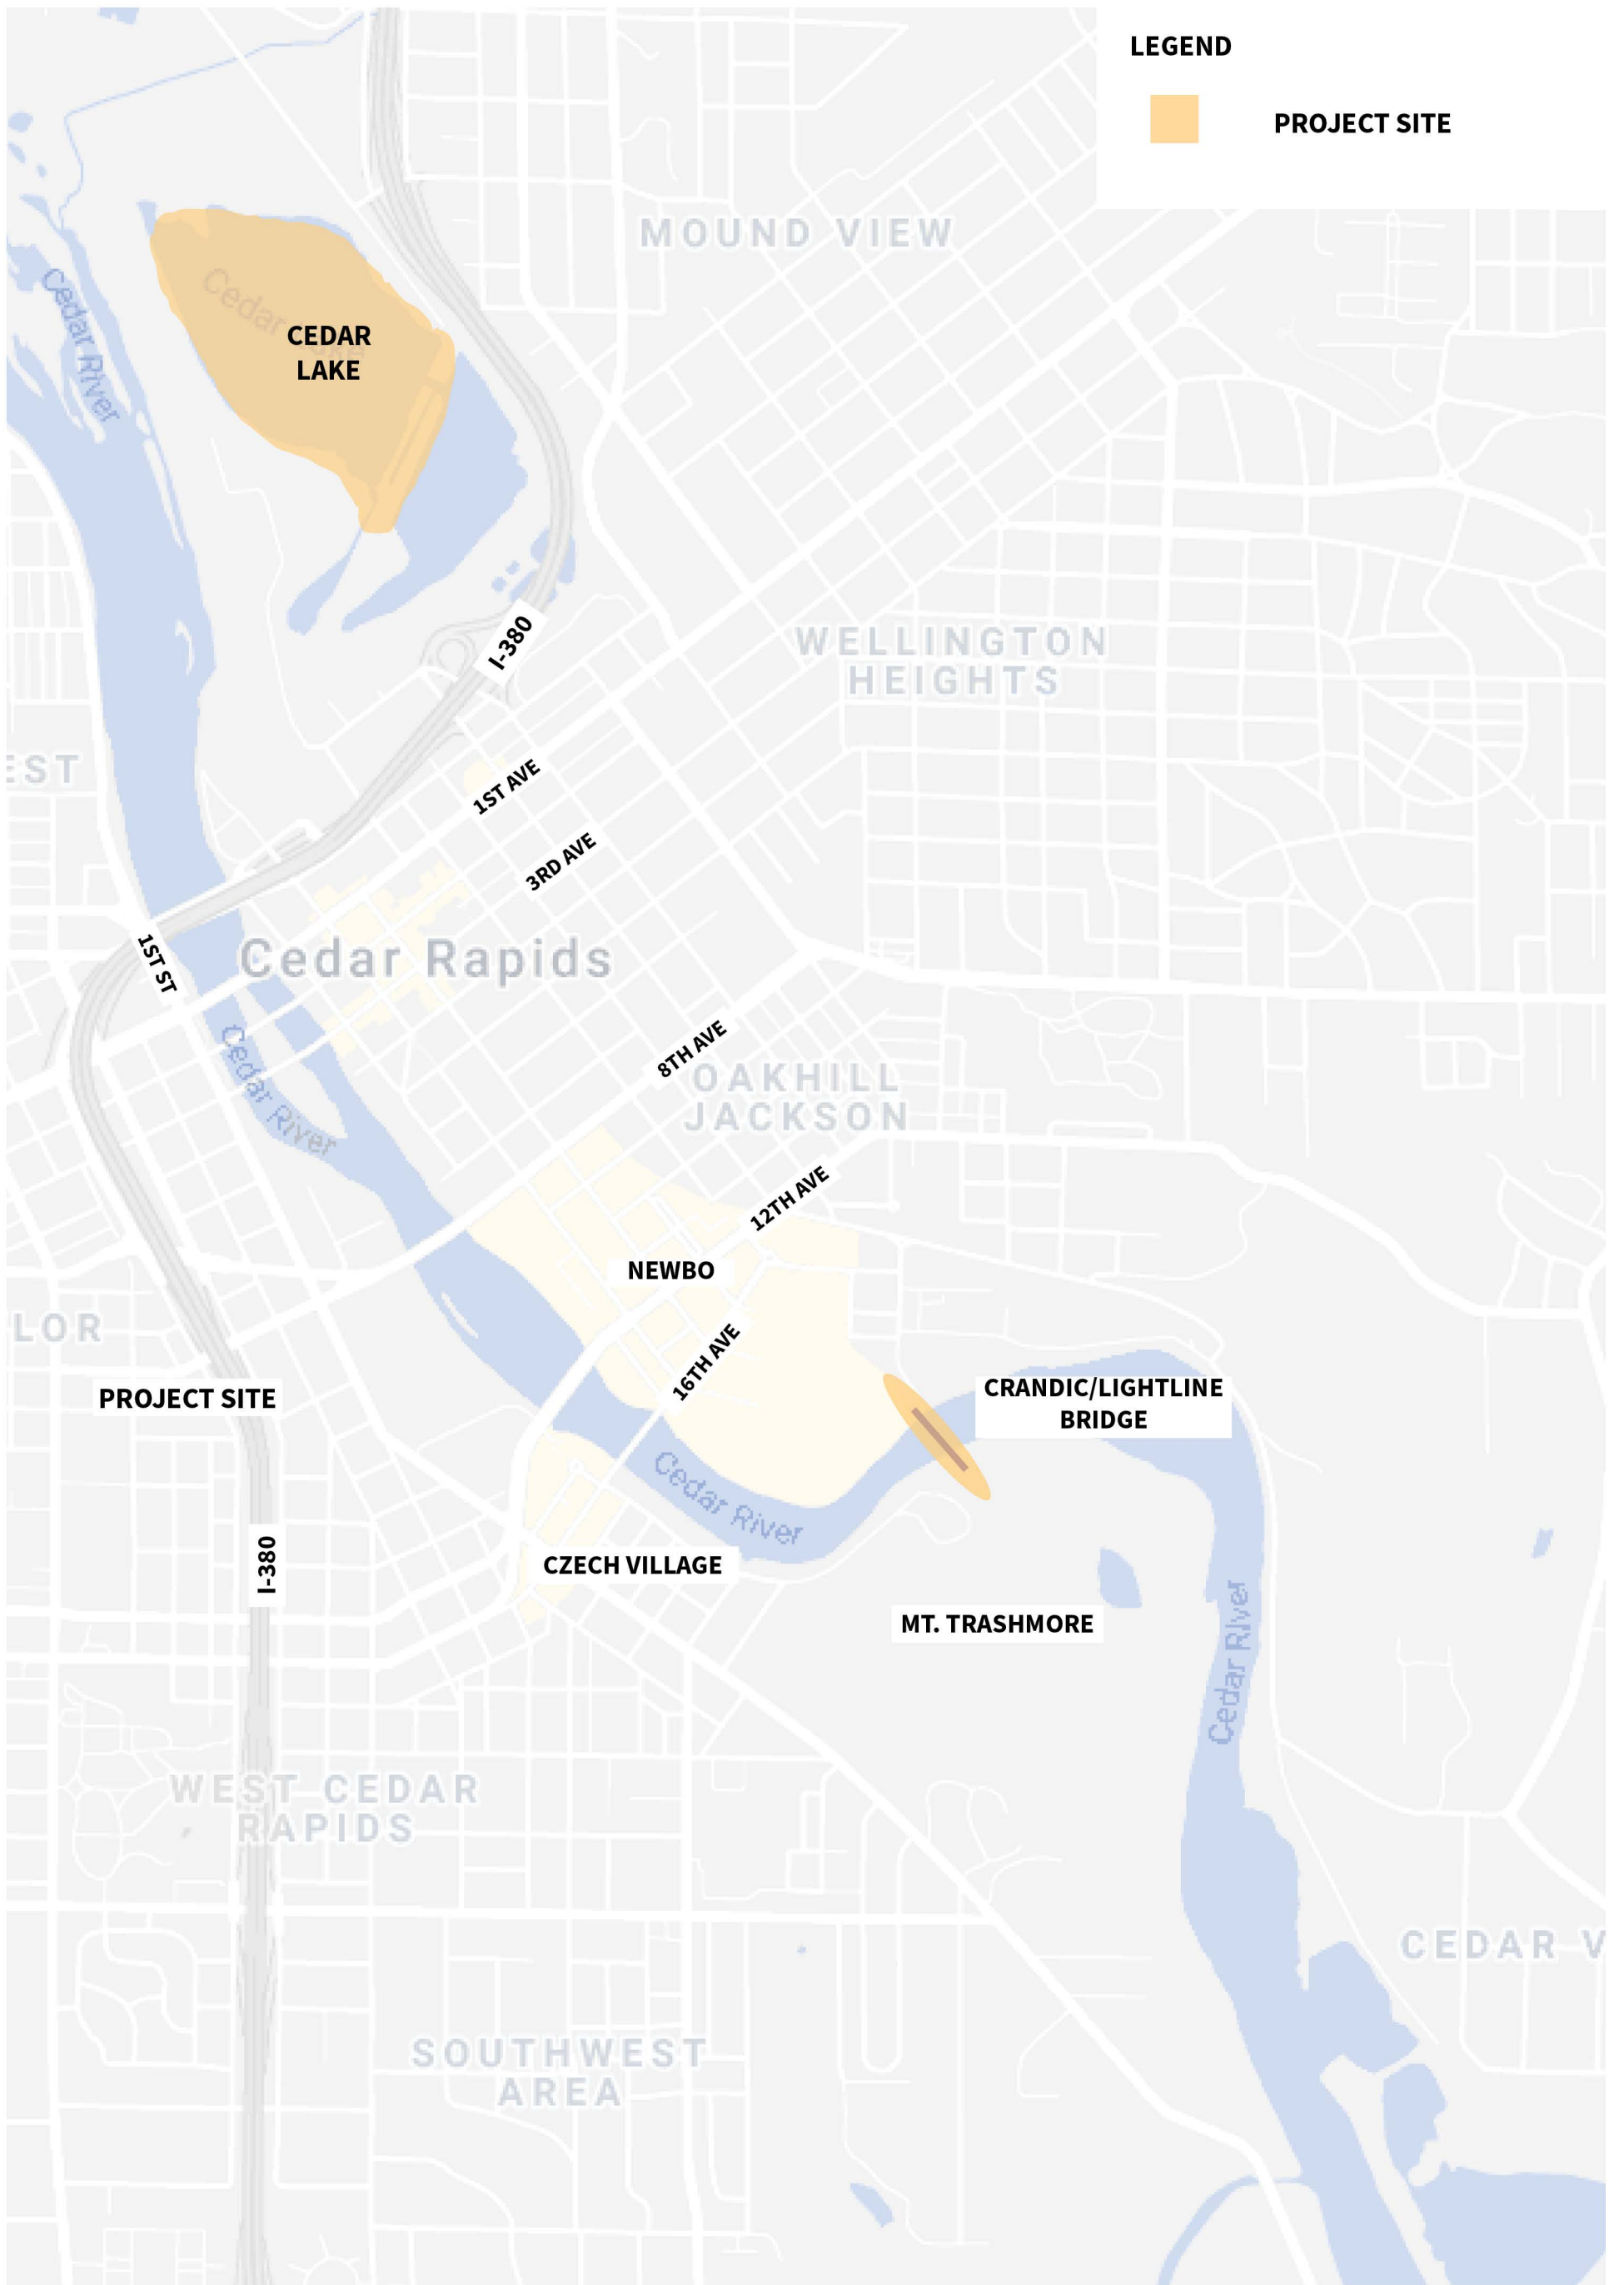 LEGEND
PROJECT SITE
MOUND VIEW
Cedar River
Cedar
CEDAR
LAKE
I-380
WELLINGTON
HEIGHTS
EST
1ST AVE
3RD AVE
1ST ST
Cedar Rapids
Cedar River
8TH AVE
OAKHILL
JACKSON
12TH AVE
NEWBO
LOR
16TH AVE
PROJECT SITE
CRANDIC/LIGHTLINE
BRIDGE
Cedar River
I-380
CZECH VILLAGE
MT. TRASHMORE
Cedar River
WEST CEDAR
RAPIDS
CEDAR V
SOUTHWEST
AREA